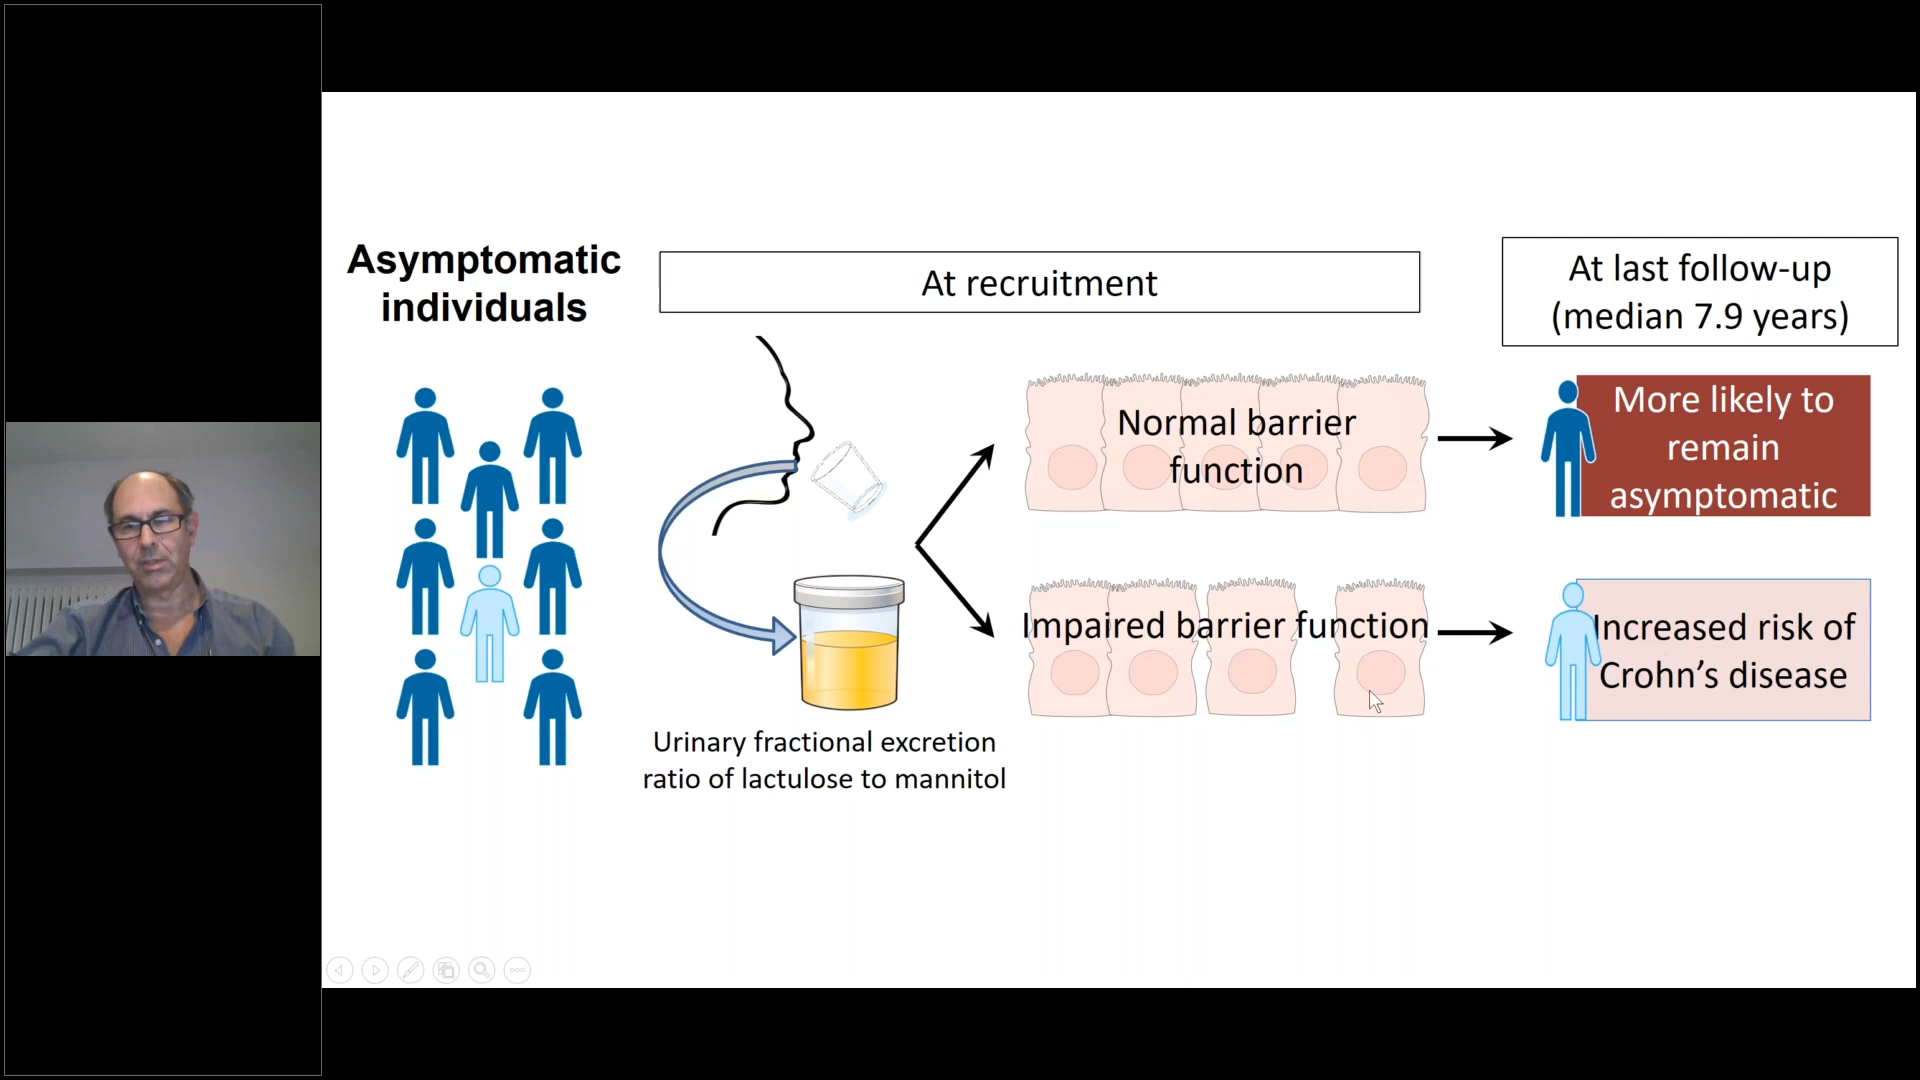 Asymptomatic
individuals
At recruitment
At last follow-up
(median 7.9 years)
Normal barrier
function
More likely to
remain
asymptomatic
Impaired barrier function
Increased risk of
Crohn’s disease
Urinary fractional excretion
ratio of lactulose to mannitol